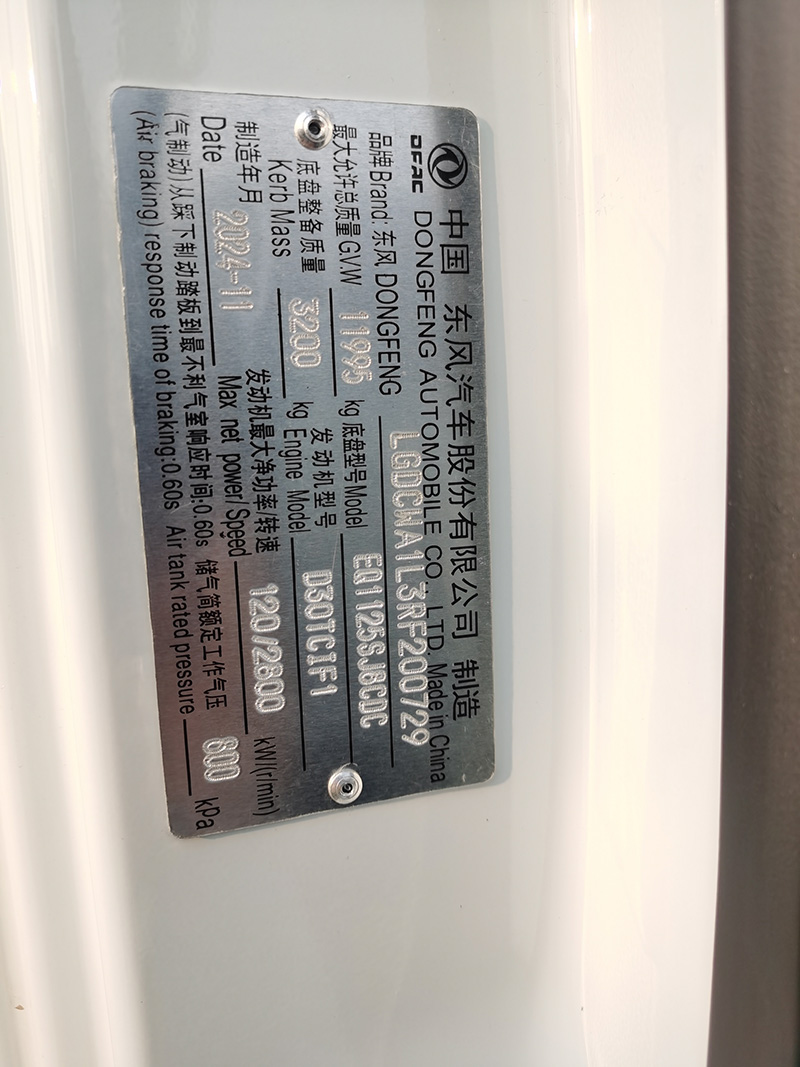 中国 东风汽车股份有限公司 制造
DFAC DONGFENG AUTOMOBILE CO., LTD. Made in China
品牌Brand: 东风 DONGFENG LGDCWA1L3RF200729
最大允许总质量 G.V.W 11995 kg 底盘型号Model EQ1125SJ8CDC
底盘整备质量 3200 kg 发动机型号 D30TCIF1
Kerb Mass Engine Model
制造年月 2024-11 发动机最大净功率/转速 120/2600 kW/(r/min)
Date Max net power/Speed
(气制动)从踩下制动踏板到最不利气室响应时间:0.60s 储气筒额定工作气压 800 kPa
(Air braking) response time of braking:0.60s Air tank rated pressure